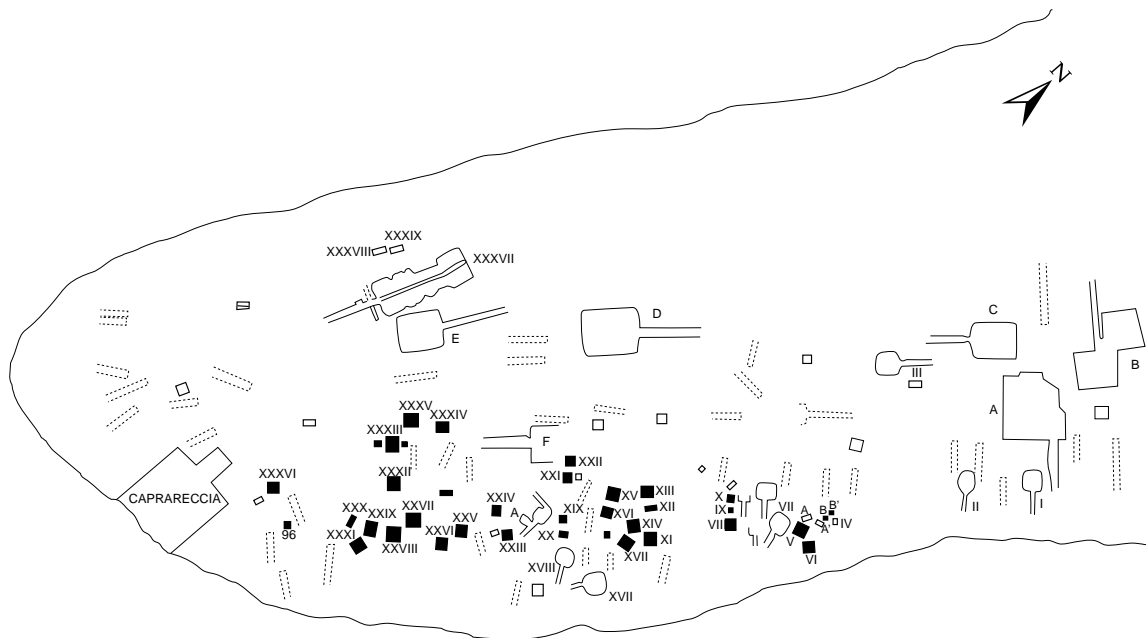 N
XXXIX
XXXVIII
XXXVII
C
D
E
B
III
A
XXXV
XXXIV
XXXIII
F
XXII
XXXII
XXI
XXXVI
CAPRARECCIA
XV
XIII
X
XXIV
A
XII
XXX
XXIX
XXVII
XIX
XVI
IX
VII
A
B
B'
II
I
XXV
XIV
VII
A'
IV
96
XXXI
XXVI
XX
V
XXVIII
XXIII
XI
II
XVII
VI
XVIII
XVII